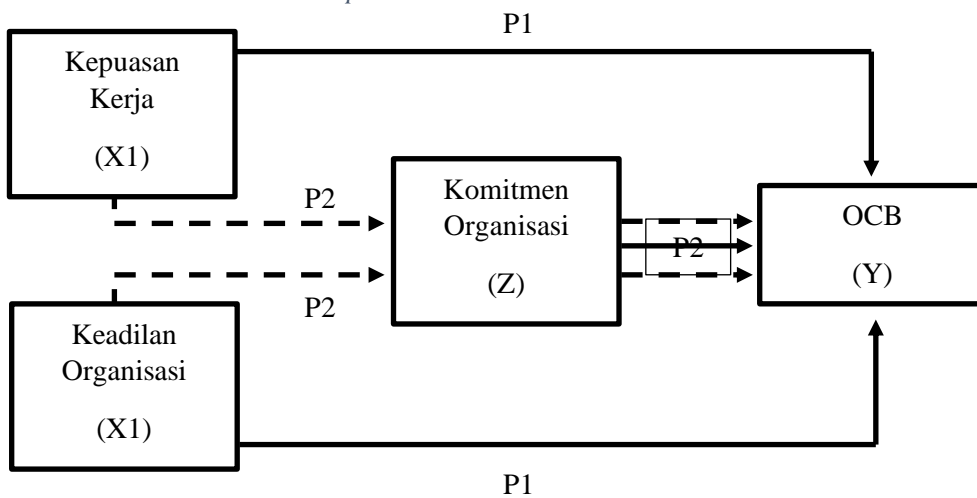 P1
Kepuasan
Kerja
(X1)
P2
Komitmen
Organisasi
(Z)
P2
OCB
(Y)
P2
Keadilan
Organisasi
(X1)
P1